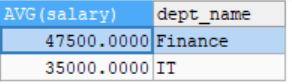 AVG(salary) dept_name
47500.0000 Finance
35000.0000 IT